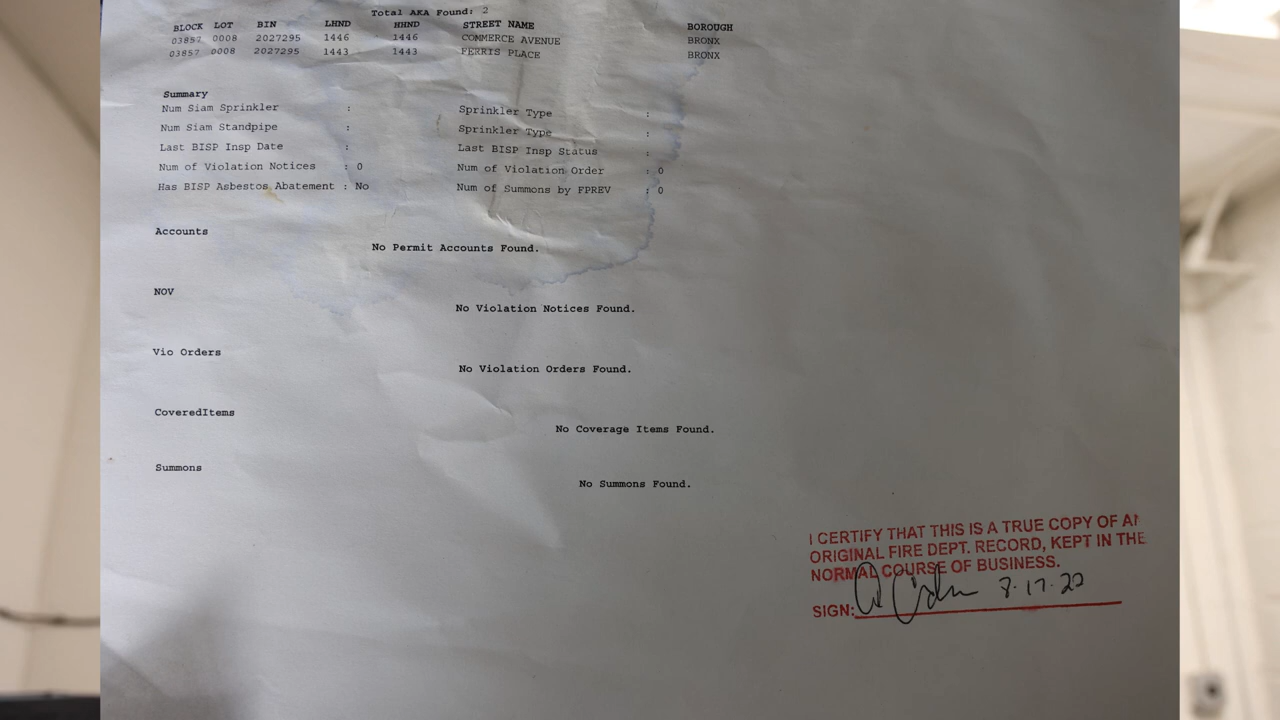 Total AKA Found: 2
BLOCK LOT BIN LHND HHND STREET NAME BOROUGH
03857 0008 2027295 1446 1446 COMMERCE AVENUE BRONX
03857 0008 2027295 1443 1443 FERRIS PLACE BRONX
Summary
Num Siam Sprinkler : Sprinkler Type :
Num Siam Standpipe : Sprinkler Type :
Last BISP Insp Date : Last BISP Insp Status :
Num of Violation Notices : 0 Num of Violation Order : 0
Has BISP Asbestos Abatement : No Num of Summons by FPREV : 0
Accounts
No Permit Accounts Found.
NOV
No Violation Notices Found.
Vio Orders
No Violation Orders Found.
CoveredItems
No Coverage Items Found.
Summons
No Summons Found.
I CERTIFY THAT THIS IS A TRUE COPY OF AN
ORIGINAL FIRE DEPT. RECORD, KEPT IN THE
NORMAL COURSE OF BUSINESS.
SIGN: